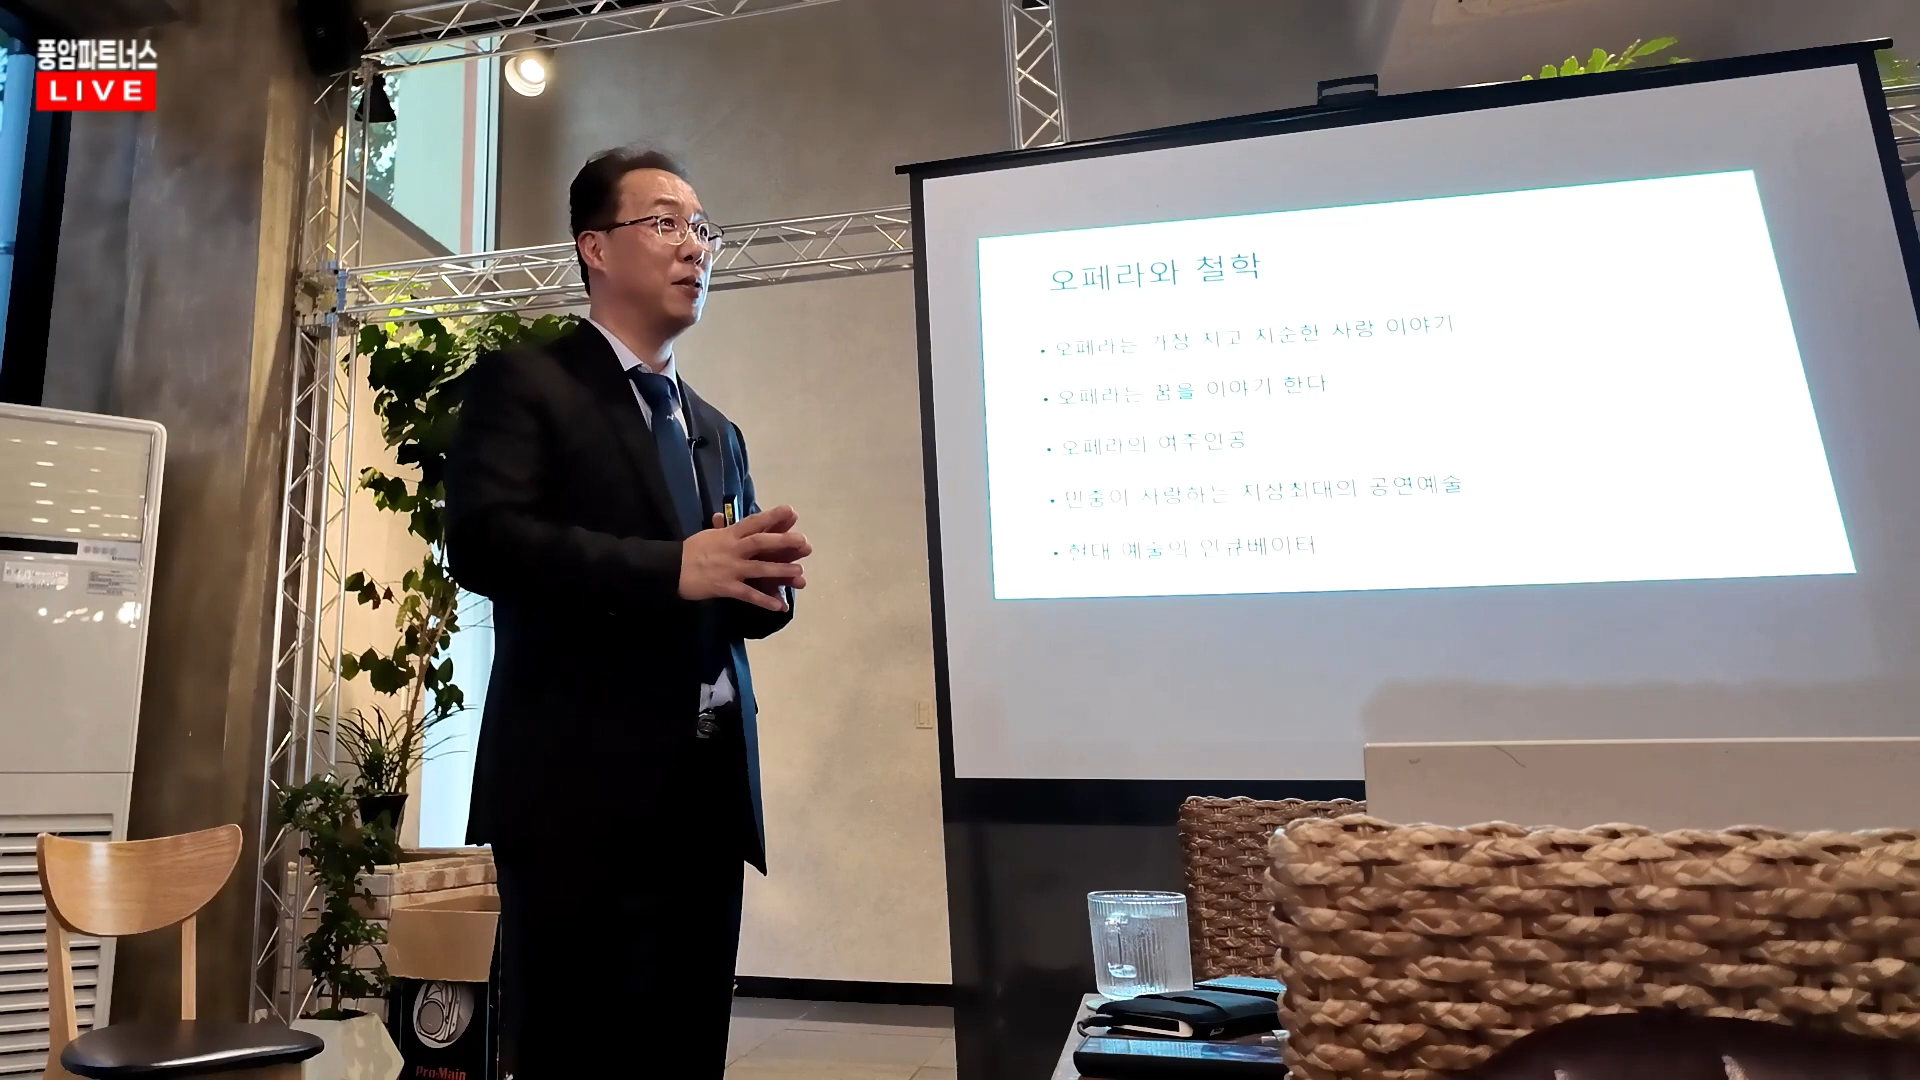 풍암파트너스
LIVE
오페라와 철학
• 오페라는 가장 지고 지순한 사랑 이야기
• 오페라는 꿈을 이야기 한다
• 오페라의 여주인공
• 민중이 사랑하는 지상최대의 공연예술
• 현대 예술의 인큐베이터
Pro-Main